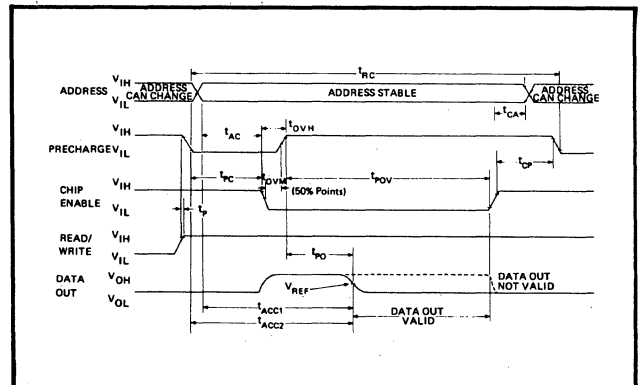 tRC
ADDRESS VIH ADDRESS CAN CHANGE ADDRESS STABLE ADDRESS CAN CHANGE
VIL
tCA
tOVH
VIH tAC
PRECHARGE VIL
tCP
tPC tOVM tPOV
CHIP ENABLE VIH (50% Points)
VIL tP
READ/WRITE VIH
VIL tPO
DATA OUT VOH VREF DATA OUT NOT VALID
VOL
tACC1 DATA OUT VALID
tACC2